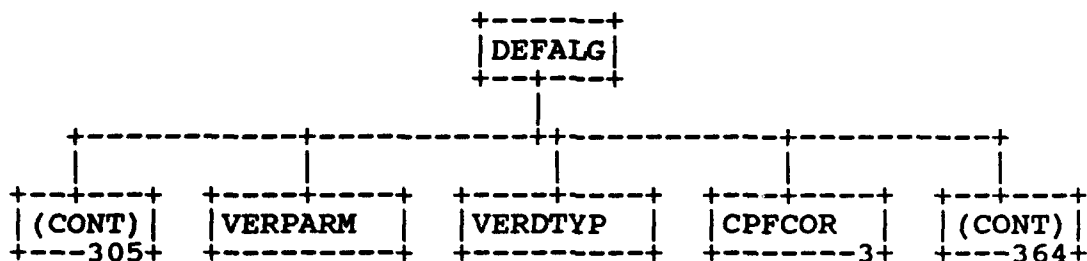 DEFALG
(CONT) VERPARM VERDTYP CPFCOR (CONT)
305 3 364